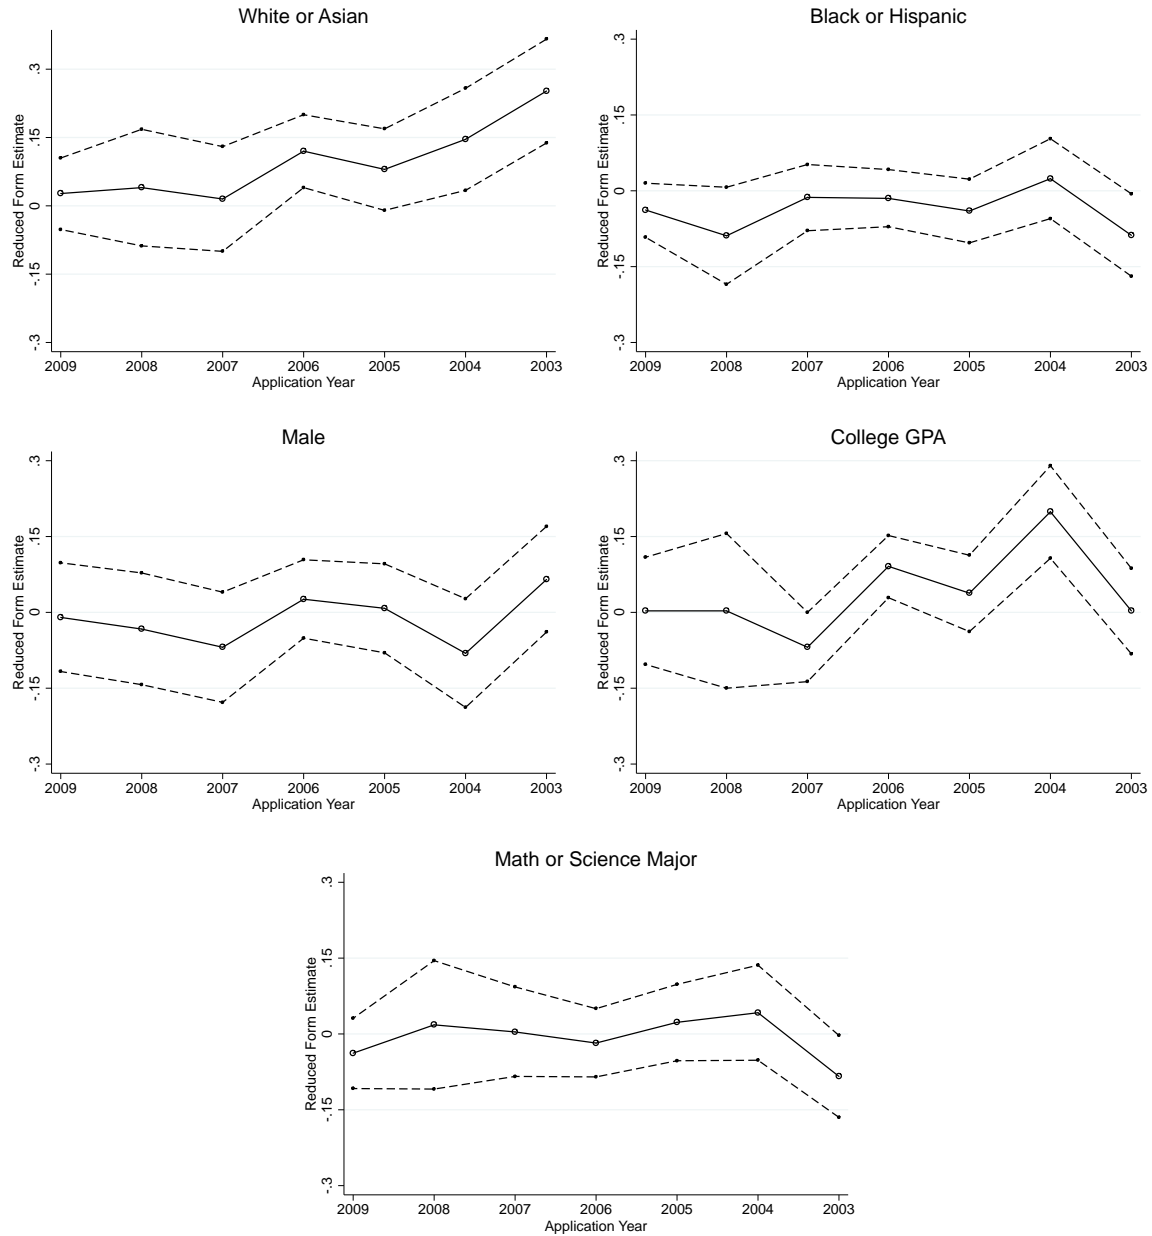 White or Asian
Reduced Form Estimate
.3
.15
0
-.15
-.3
2009 2008 2007 2006 2005 2004 2003
Application Year
Black or Hispanic
Reduced Form Estimate
.3
.15
0
-.15
-.3
2009 2008 2007 2006 2005 2004 2003
Application Year
Male
Reduced Form Estimate
.3
.15
0
-.15
-.3
2009 2008 2007 2006 2005 2004 2003
Application Year
College GPA
Reduced Form Estimate
.3
.15
0
-.15
-.3
2009 2008 2007 2006 2005 2004 2003
Application Year
Math or Science Major
Reduced Form Estimate
.3
.15
0
-.15
-.3
2009 2008 2007 2006 2005 2004 2003
Application Year